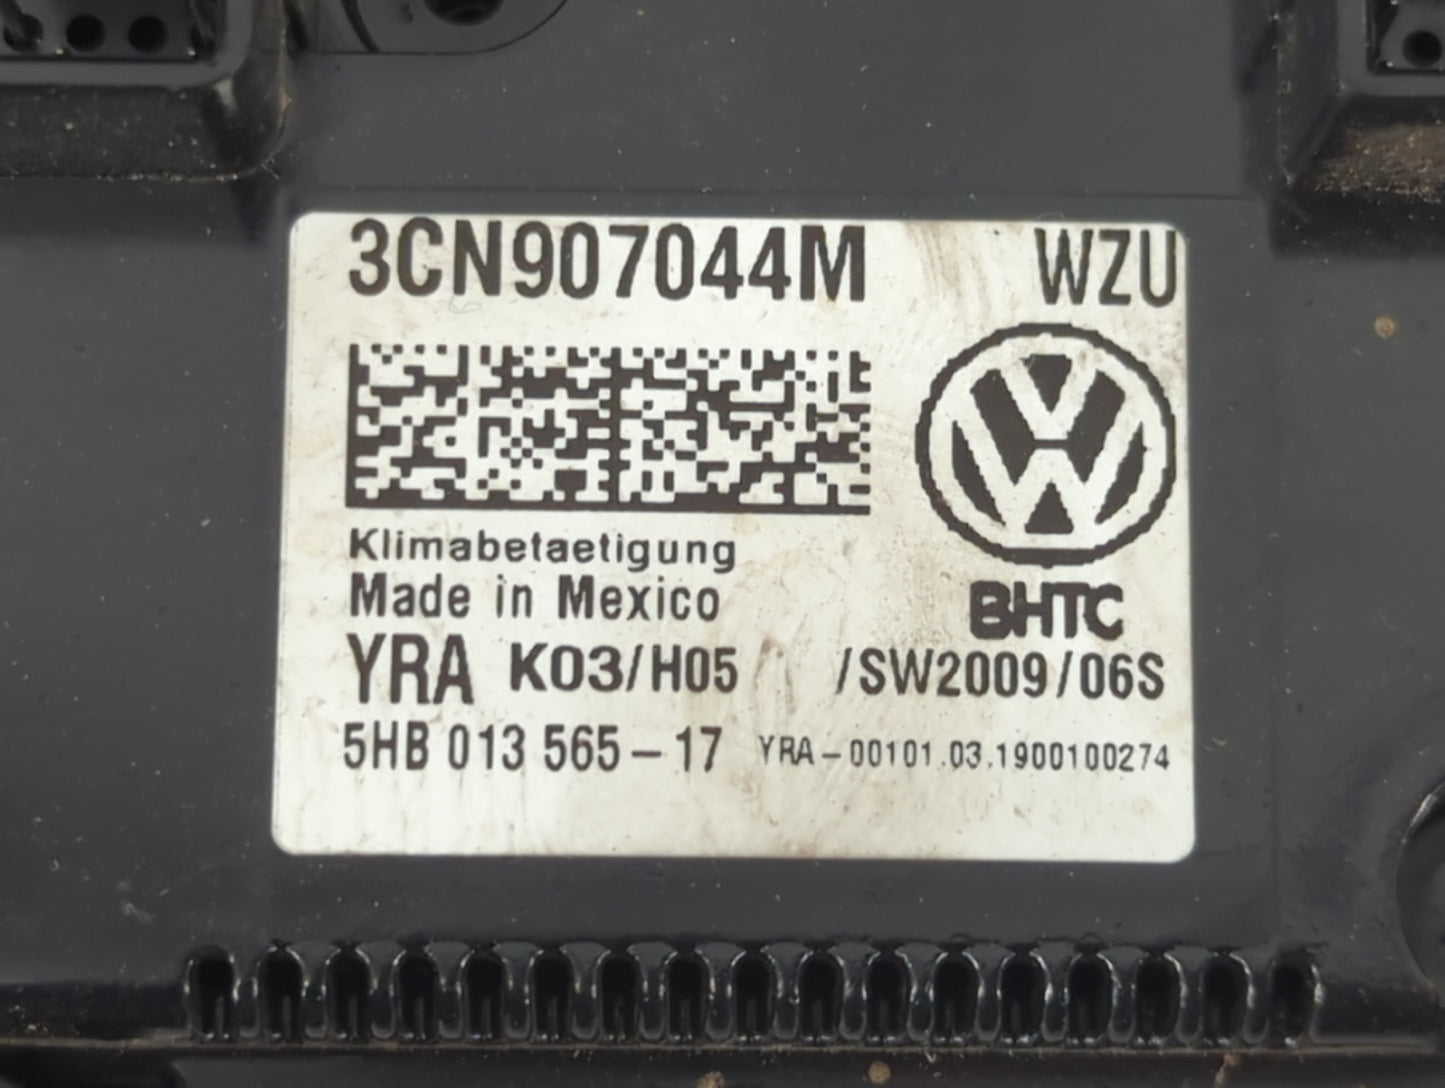 3CN907044M WZU
Klimabetaetigung
Made in Mexico
BHTC
YRA K03/H05 /SW2009/06S
5HB 013 565-17 YRA-00101.03.1900100274